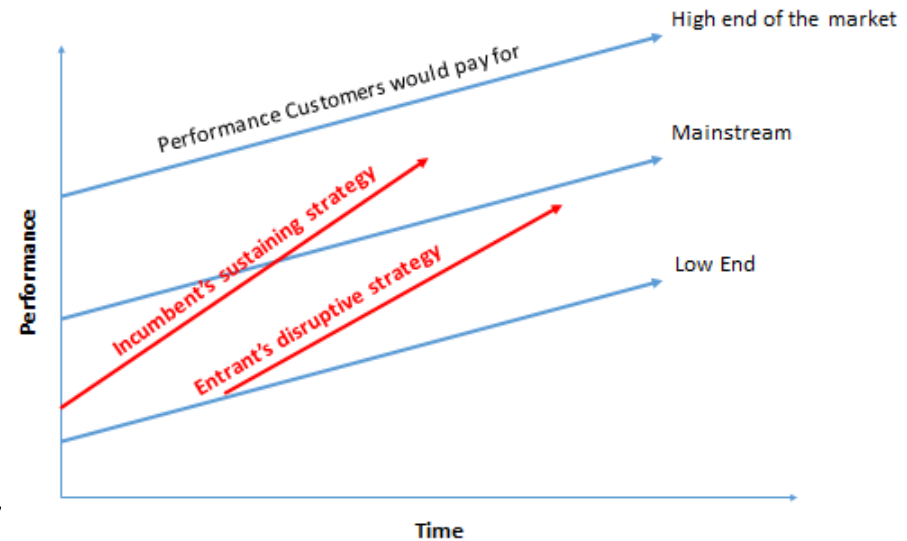 High end of the market
Performance Customers would pay for
Mainstream
Incumbent's sustaining strategy
Performance
Entrant's disruptive strategy
Low End
Time